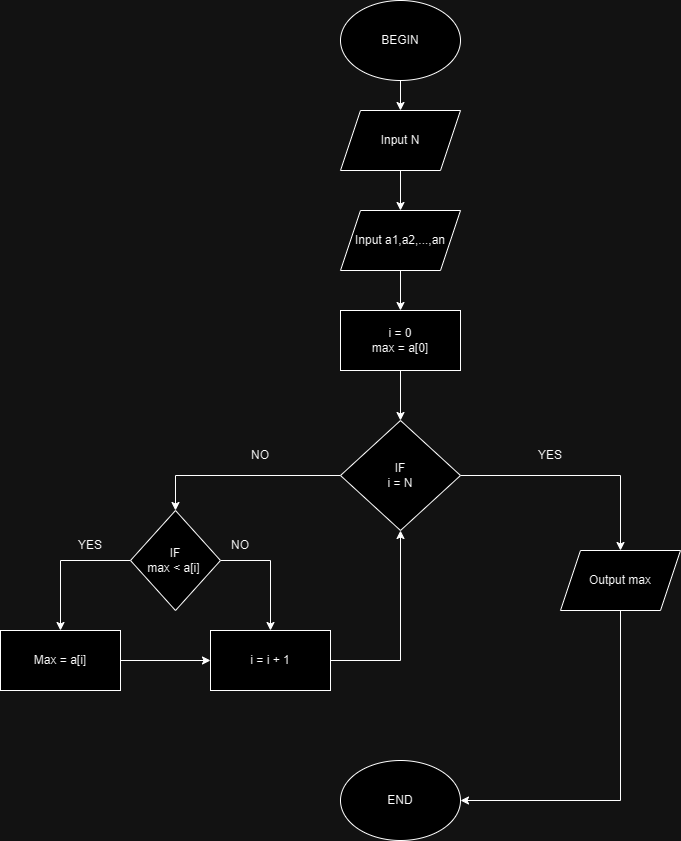 BEGIN
Input N
Input a1,a2,...,an
i = 0
max = a[0]
IF
i = N
NO
YES
IF
max < a[i]
YES
NO
Max = a[i]
i = i + 1
Output max
END